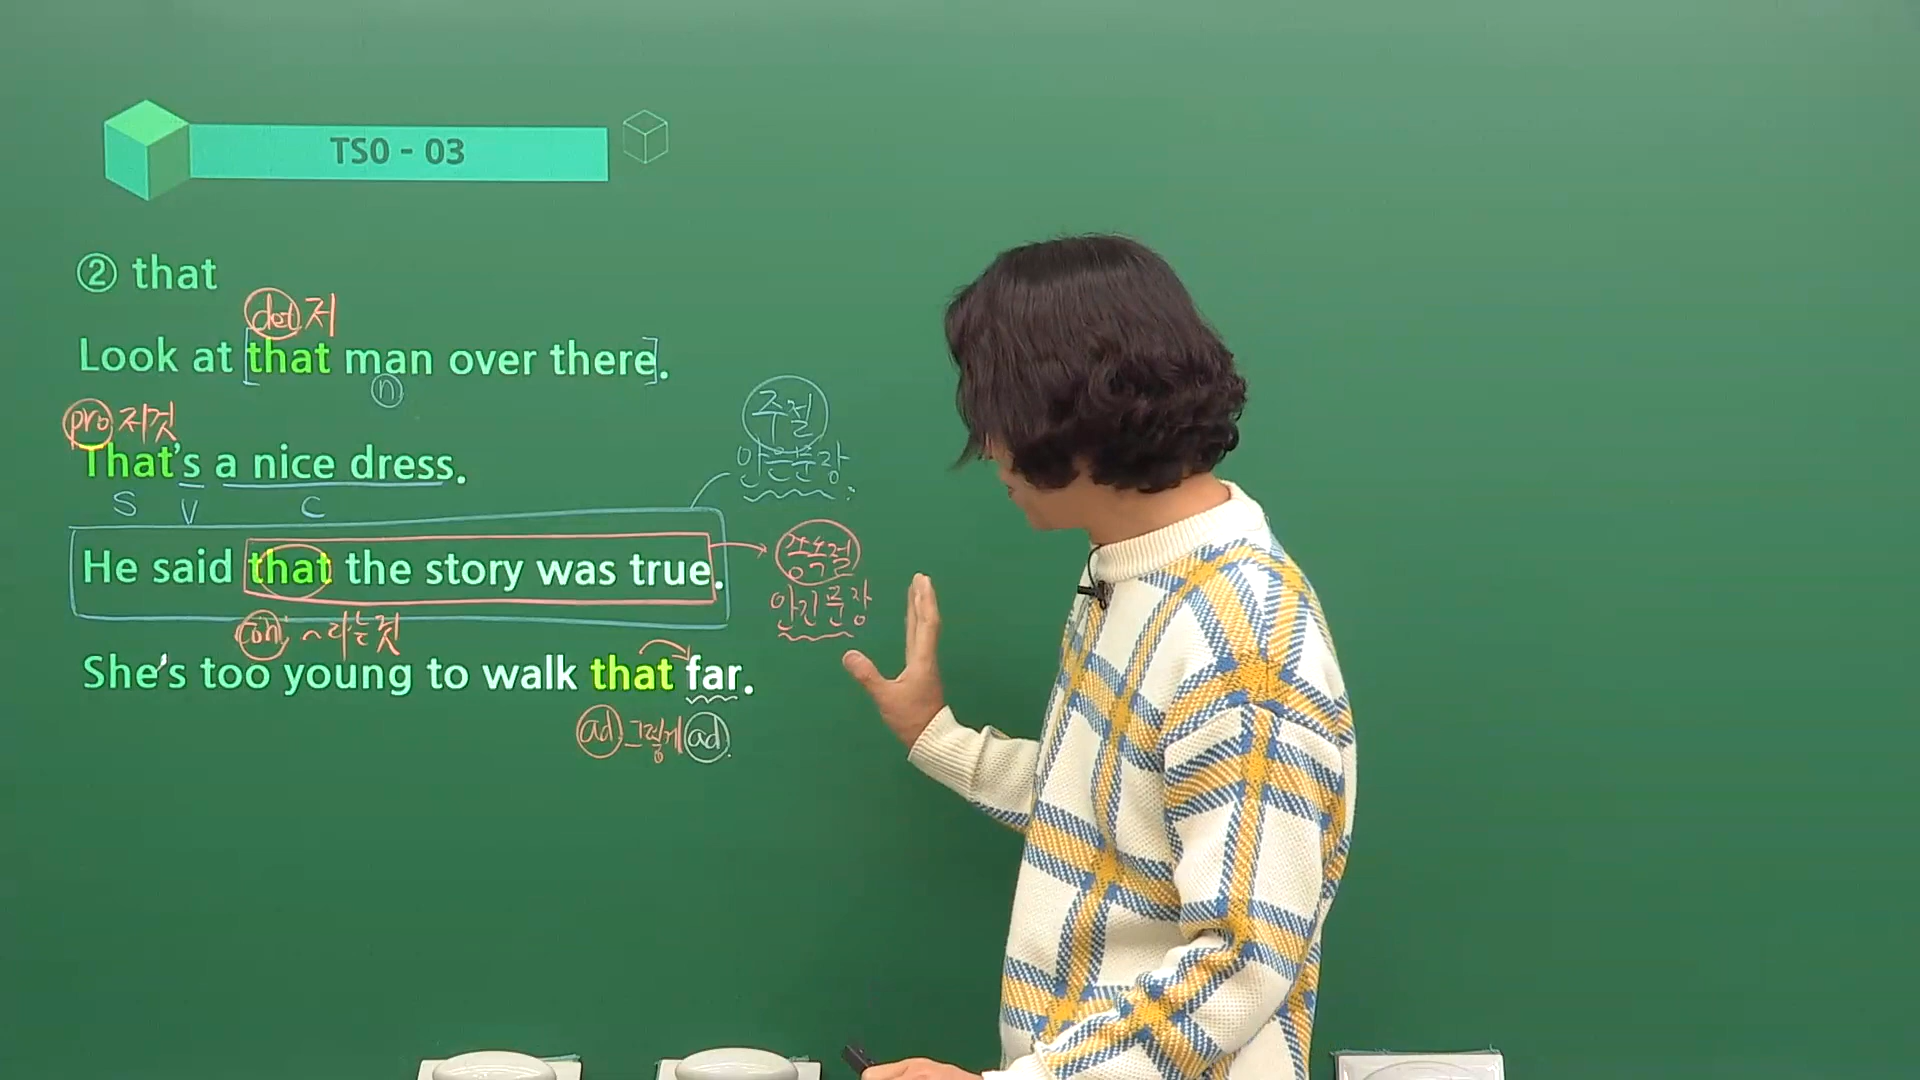 TS0 - 03
② that
det 저
Look at [that man over there].
n
pro 저것
That's a nice dress.
S V C
주절
안은문장
He said that the story was true.
종속절
안긴문장
con ~라는 것
She's too young to walk that far.
ad 그렇게 ad.